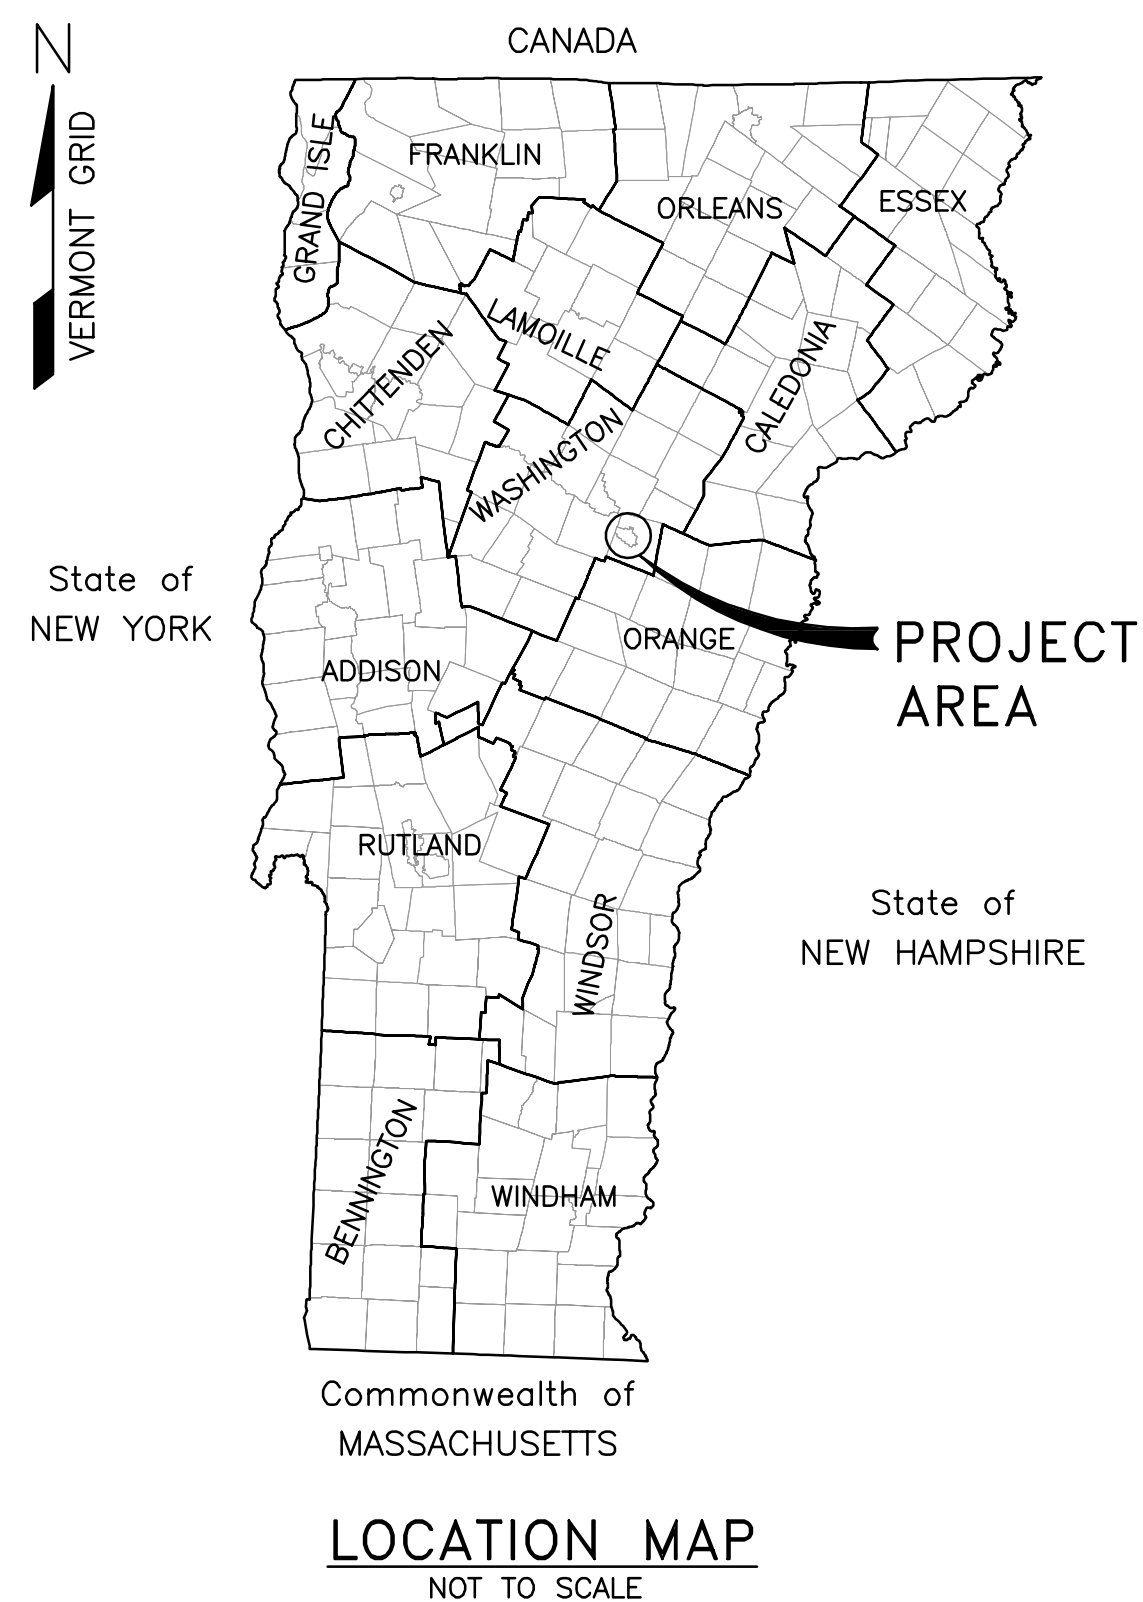 N
VERMONT GRID
CANADA
GRAND ISLE
FRANKLIN
ORLEANS
ESSEX
LAMOILLE
CHITTENDEN
CALEDONIA
WASHINGTON
State of
NEW YORK
ORANGE
PROJECT
AREA
ADDISON
RUTLAND
WINDSOR
State of
NEW HAMPSHIRE
BENNINGTON
WINDHAM
Commonwealth of
MASSACHUSETTS
LOCATION MAP
NOT TO SCALE